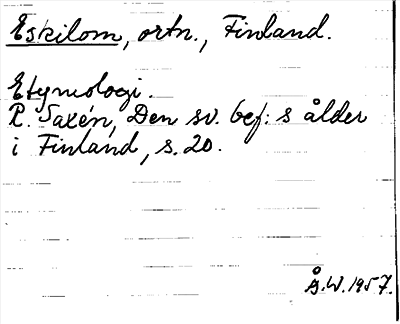 Eskilom, ortn., Finland.
Etymologi.
R. Saxén, Den sv. bef:s ålder
i Finland, s. 20.
Å.W. 1957.